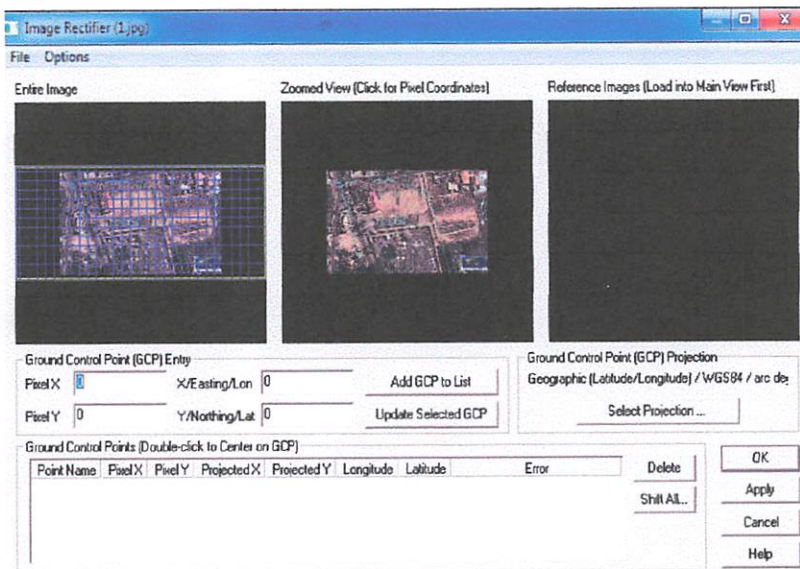 Image Rectifier (1.jpg)
File Options
Entire Image
Zoomed View (Click for Pixel Coordinates)
Reference Images (Load into Main View First)
Ground Control Point (GCP) Entry
Pixel X 0 X/Easting/Lon 0 Add GCP to List
Pixel Y 0 Y/Northing/Lat 0 Update Selected GCP
Ground Control Point (GCP) Projection
Geographic (Latitude/Longitude) / WGS84 / arc de
Select Projection ...
Ground Control Points (Double-click to Center on GCP)
Point Name Pixel X Pixel Y Projected X Projected Y Longitude Latitude Error
Delete
Shift All...
OK
Apply
Cancel
Help